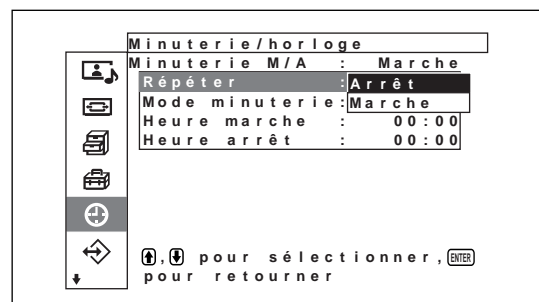 Minuterie/horloge
Minuterie M/A : Marche
Répéter : Arrêt
Mode minuterie: Marche
Heure marche : 00:00
Heure arrêt : 00:00
, pour sélectionner, ENTER
pour retourner